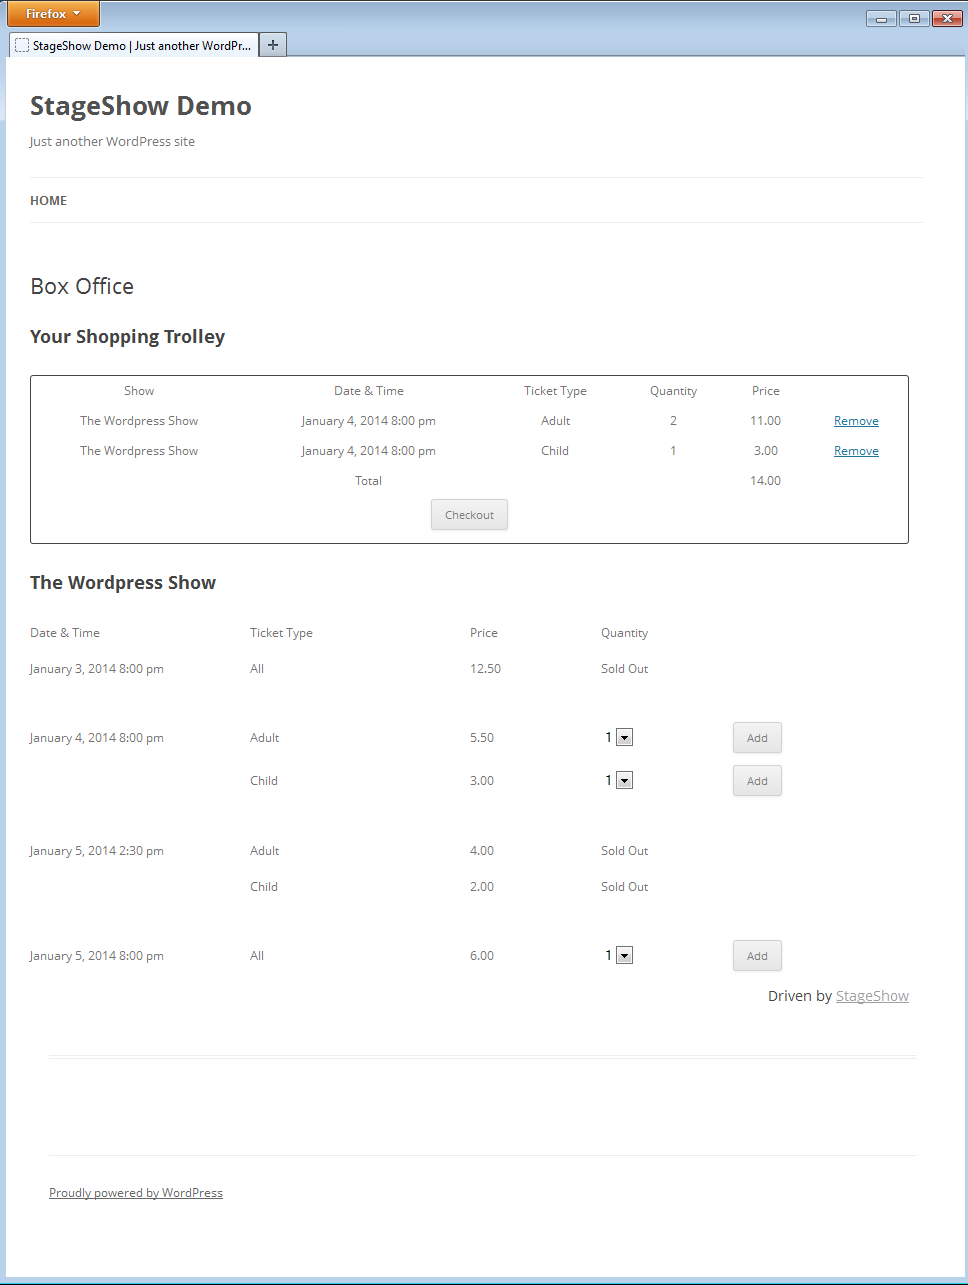 Firefox
StageShow Demo | Just another WordPr...
StageShow Demo
Just another WordPress site
HOME
Box Office
Your Shopping Trolley
Show Date & Time Ticket Type Quantity Price
The Wordpress Show January 4, 2014 8:00 pm Adult 2 11.00 Remove
The Wordpress Show January 4, 2014 8:00 pm Child 1 3.00 Remove
Total 14.00
Checkout
The Wordpress Show
Date & Time Ticket Type Price Quantity
January 3, 2014 8:00 pm All 12.50 Sold Out
January 4, 2014 8:00 pm Adult 5.50 1 Add
Child 3.00 1 Add
January 5, 2014 2:30 pm Adult 4.00 Sold Out
Child 2.00 Sold Out
January 5, 2014 8:00 pm All 6.00 1 Add
Driven by StageShow
Proudly powered by WordPress